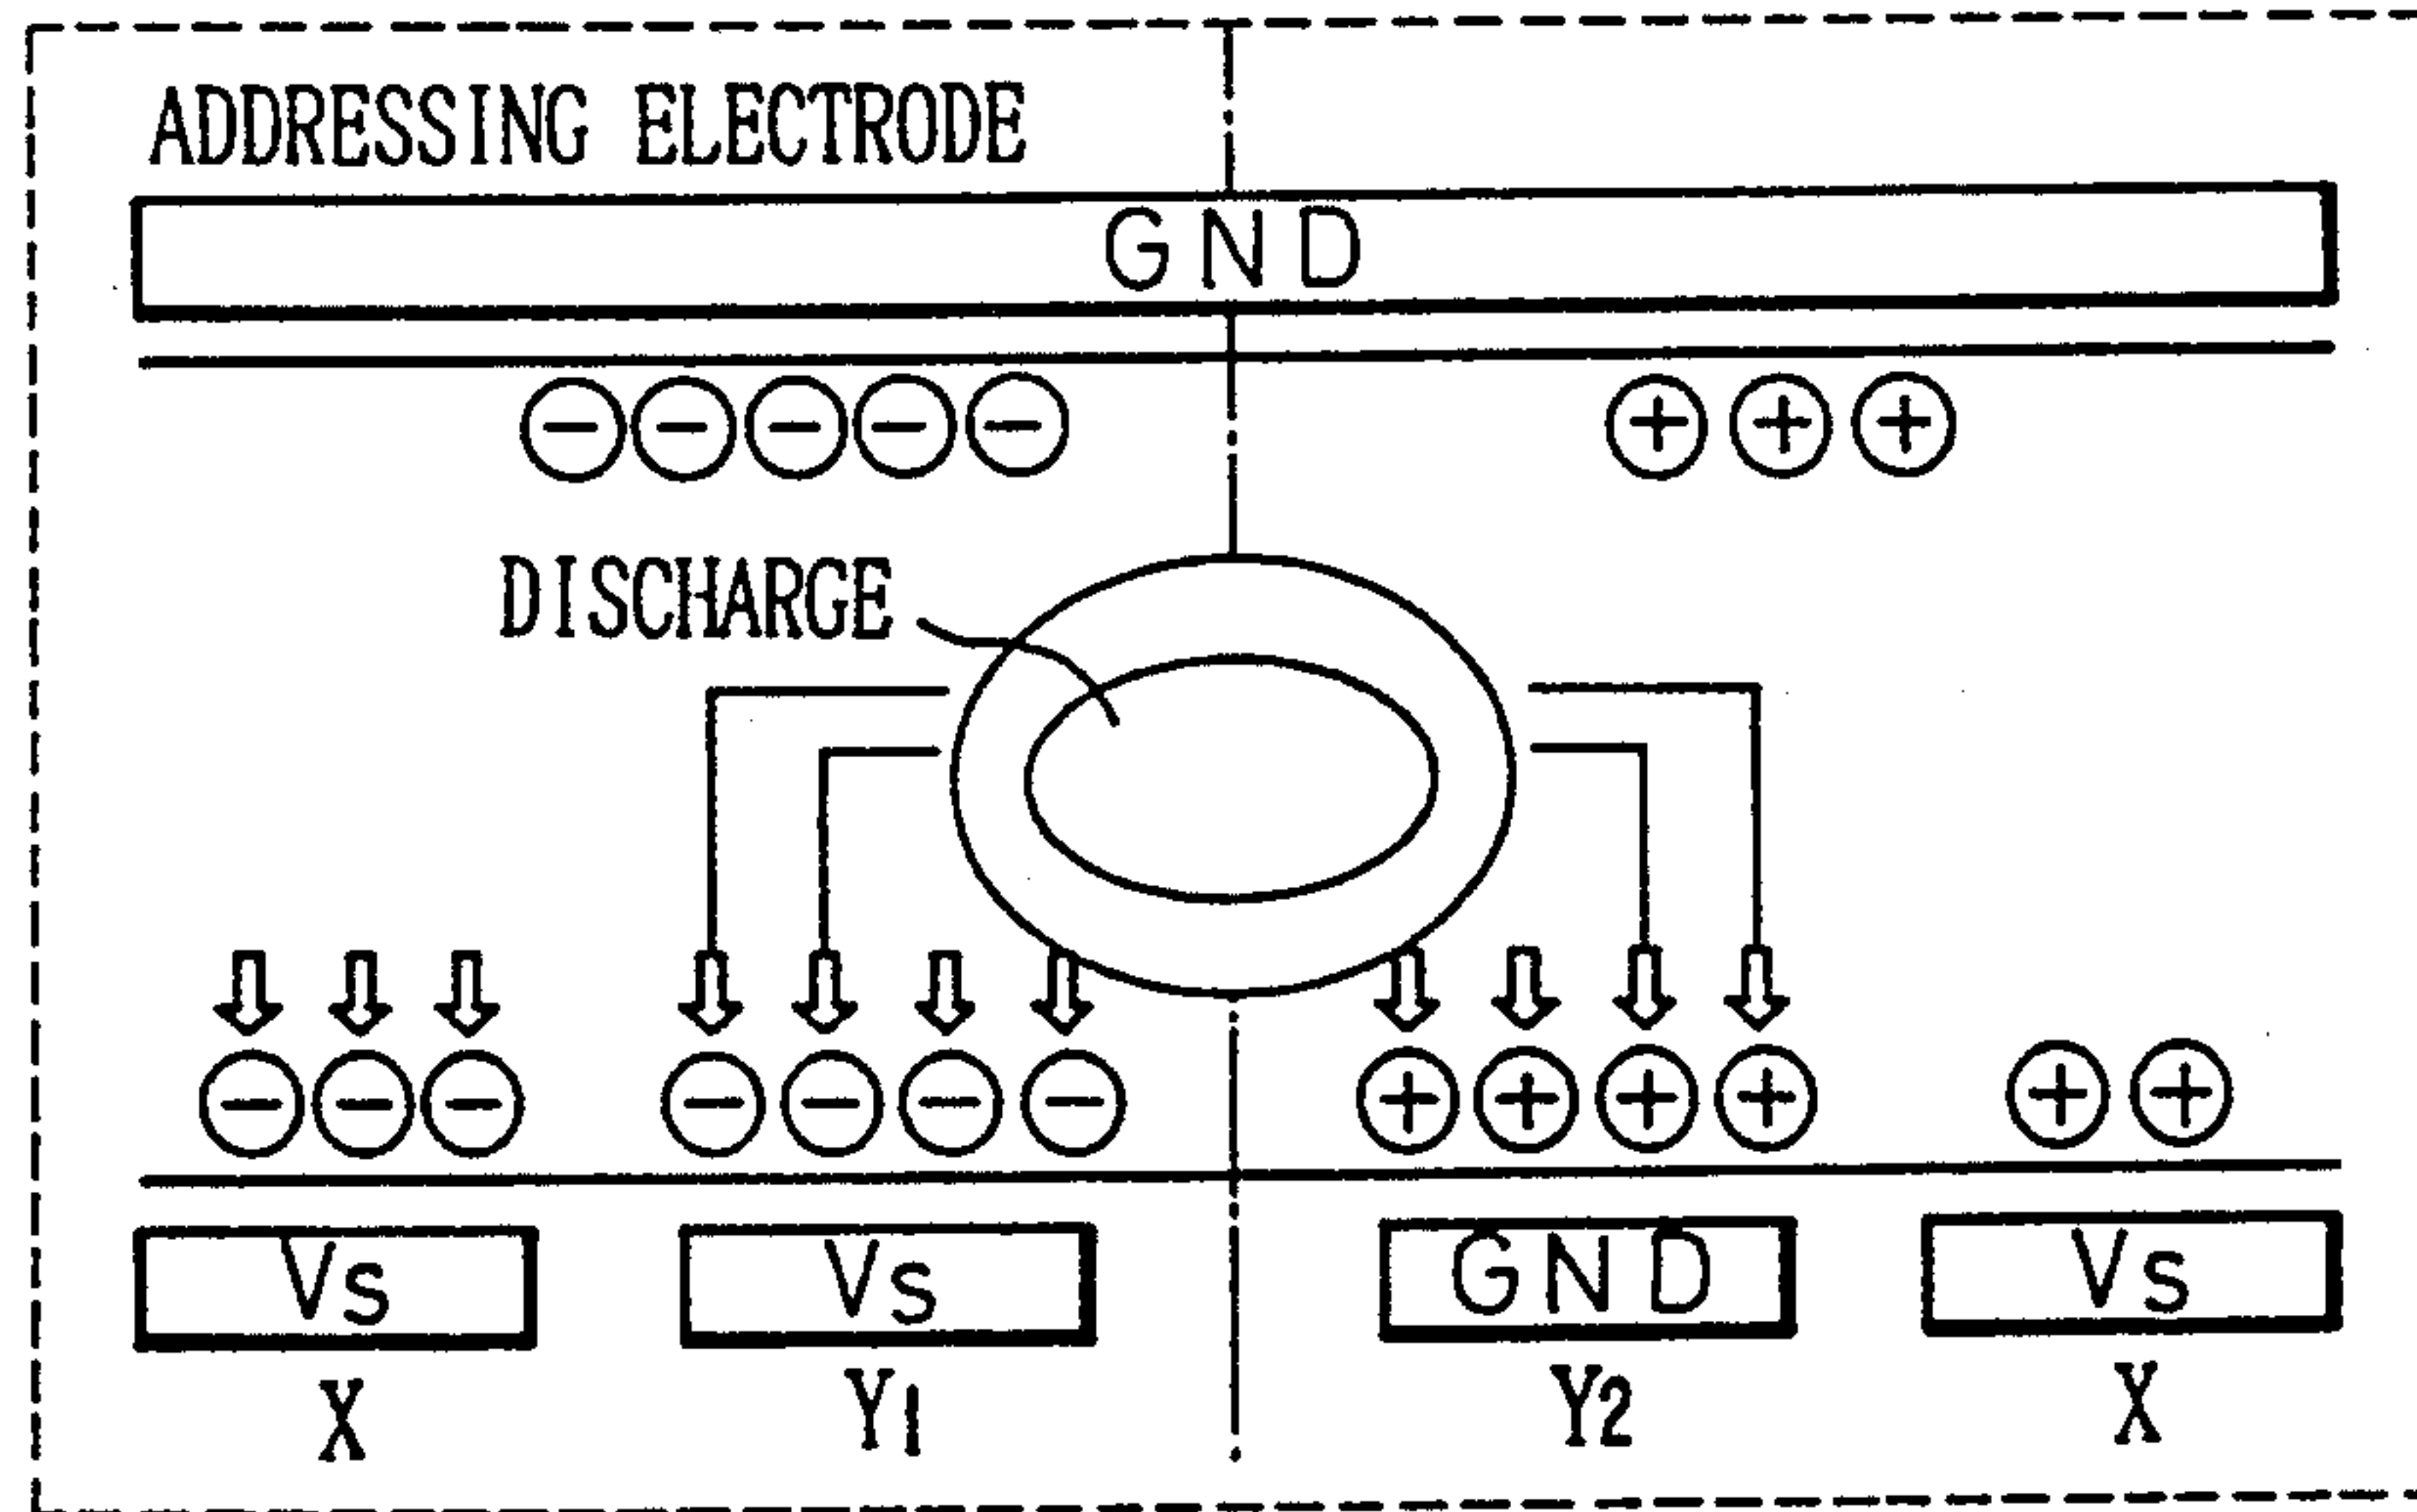 ADDRESSING ELECTRODE
GND
DISCHARGE
Vs Vs GND Vs
X Y1 Y2 X